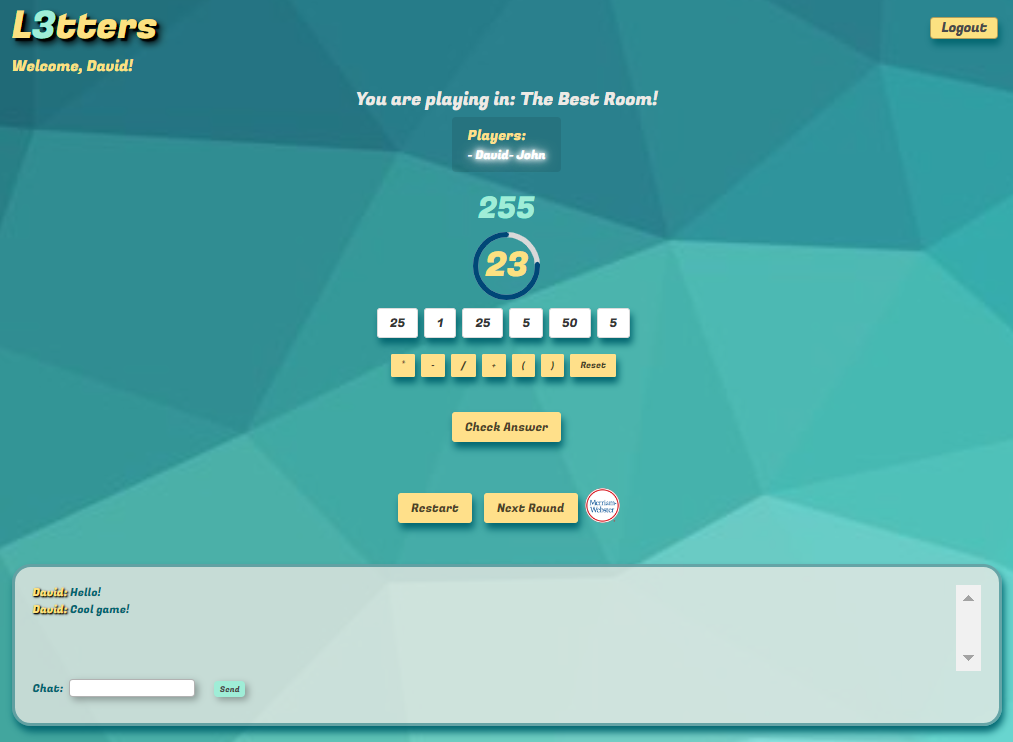 L3tters
Logout
Welcome, David!
You are playing in: The Best Room!
Players:
- David- John
255
23
25 1 25 5 50 5
* - / + ( ) Reset
Check Answer
Restart Next Round Merriam-
Webster
David: Hello!
David: Cool game!
Chat: Send